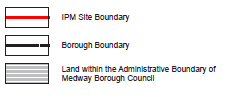 IPM Site Boundary
Borough Boundary
Land within the Administrative Boundary of
Medway Borough Council